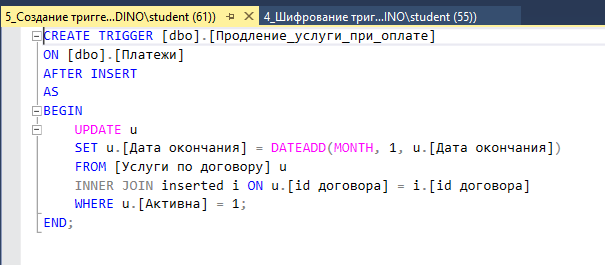 5_Создание тригге...DINO\student (61))
4_Шифрование триг...INO\student (55))
CREATE TRIGGER [dbo].[Продление_услуги_при_оплате]
ON [dbo].[Платежи]
AFTER INSERT
AS
BEGIN
UPDATE u
SET u.[Дата окончания] = DATEADD(MONTH, 1, u.[Дата окончания])
FROM [Услуги по договору] u
INNER JOIN inserted i ON u.[id договора] = i.[id договора]
WHERE u.[Активна] = 1;
END;